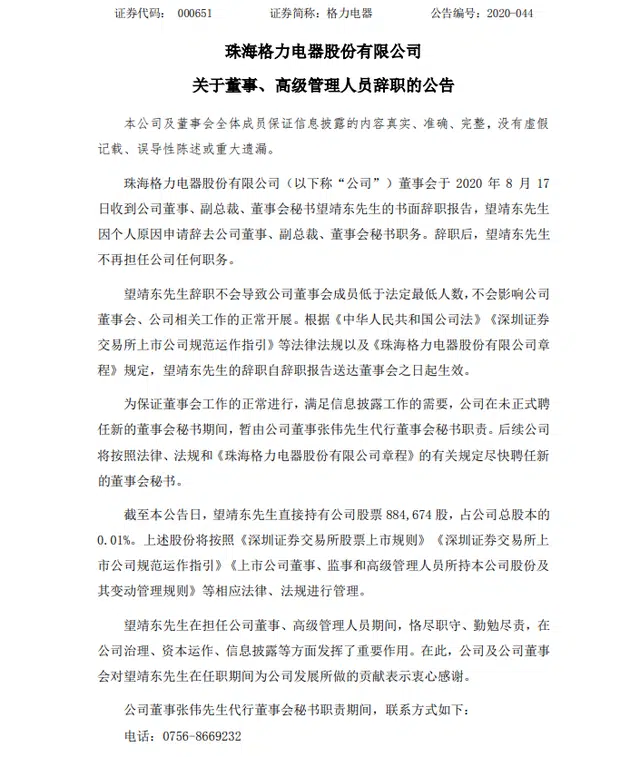 证券代码： 000651 证券简称：格力电器 公告编号：2020-044
珠海格力电器股份有限公司
关于董事、高级管理人员辞职的公告
本公司及董事会全体成员保证信息披露的内容真实、准确、完整，没有虚假
记载、误导性陈述或重大遗漏。
珠海格力电器股份有限公司（以下称“公司”）董事会于 2020 年 8 月 17
日收到公司董事、副总裁、董事会秘书望靖东先生的书面辞职报告，望靖东先生
因个人原因申请辞去公司董事、副总裁、董事会秘书职务。辞职后，望靖东先生
不再担任公司任何职务。
望靖东先生辞职不会导致公司董事会成员低于法定最低人数，不会影响公司
董事会、公司相关工作的正常开展。根据《中华人民共和国公司法》《深圳证券
交易所上市公司规范运作指引》等法律法规以及《珠海格力电器股份有限公司章
程》规定，望靖东先生的辞职自辞职报告送达董事会之日起生效。
为保证董事会工作的正常进行，满足信息披露工作的需要，公司在未正式聘
任新的董事会秘书期间，暂由公司董事张伟先生代行董事会秘书职责。后续公司
将按照法律、法规和《珠海格力电器股份有限公司章程》的有关规定尽快聘任新
的董事会秘书。
截至本公告日，望靖东先生直接持有公司股票 884,674 股，占公司总股本的
0.01%。上述股份将按照《深圳证券交易所股票上市规则》《深圳证券交易所上
市公司规范运作指引》《上市公司董事、监事和高级管理人员所持本公司股份及
其变动管理规则》等相应法律、法规进行管理。
望靖东先生在担任公司董事、高级管理人员期间，恪尽职守、勤勉尽责，在
公司治理、资本运作、信息披露等方面发挥了重要作用。在此，公司及公司董事
会对望靖东先生在任职期间为公司发展所做的贡献表示衷心感谢。
公司董事张伟先生代行董事会秘书职责期间，联系方式如下：
电话：0756-8669232